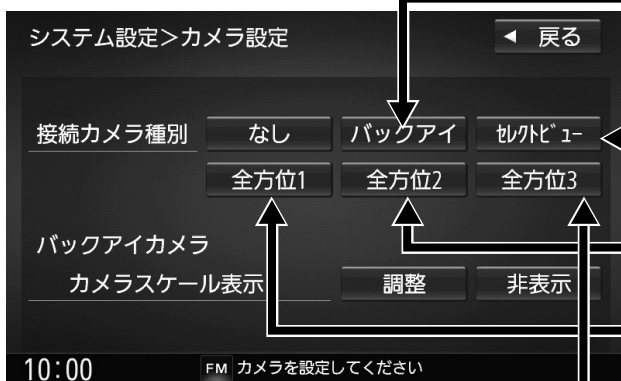 システム設定＞カメラ設定 ◀ 戻る
接続カメラ種別 なし バックアイ ｾﾚｸﾄﾋﾞｭｰ
全方位1 全方位2 全方位3
バックアイカメラ
カメラスケール表示 調整 非表示
10:00 FM カメラを設定してください